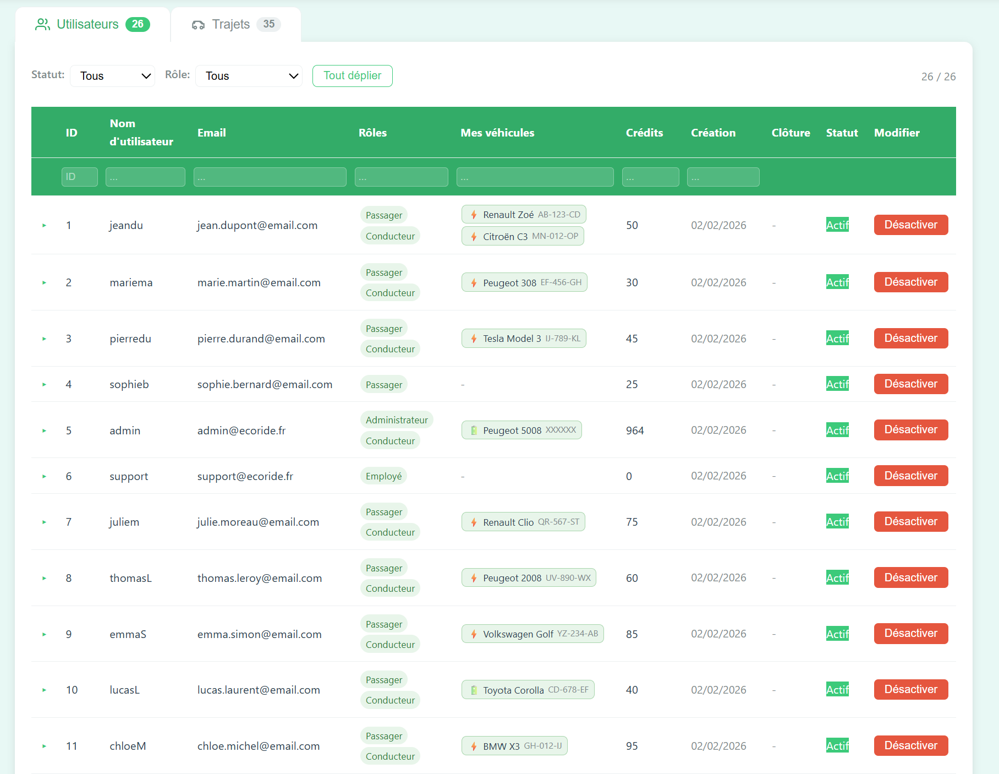 Utilisateurs 26 Trajets 35
Statut: Tous Rôle: Tous Tout déplier 26 / 26
ID Nom d'utilisateur Email Rôles Mes véhicules Crédits Création Clôture Statut Modifier
ID ... ... ... ... ... ...
1 jeandu jean.dupont@email.com Passager Conducteur Renault Zoé AB-123-CD Citroën C3 MN-012-OP 50 02/02/2026 - Actif Désactiver
2 mariema marie.martin@email.com Passager Conducteur Peugeot 308 EF-456-GH 30 02/02/2026 - Actif Désactiver
3 pierredu pierre.durand@email.com Passager Conducteur Tesla Model 3 IJ-789-KL 45 02/02/2026 - Actif Désactiver
4 sophieb sophie.bernard@email.com Passager - 25 02/02/2026 - Actif Désactiver
5 admin admin@ecoride.fr Administrateur Conducteur Peugeot 5008 XXXXXX 964 02/02/2026 - Actif Désactiver
6 support support@ecoride.fr Employé - 0 02/02/2026 - Actif Désactiver
7 juliem julie.moreau@email.com Passager Conducteur Renault Clio QR-567-ST 75 02/02/2026 - Actif Désactiver
8 thomasL thomas.leroy@email.com Passager Conducteur Peugeot 2008 UV-890-WX 60 02/02/2026 - Actif Désactiver
9 emmaS emma.simon@email.com Passager Conducteur Volkswagen Golf YZ-234-AB 85 02/02/2026 - Actif Désactiver
10 lucasL lucas.laurent@email.com Passager Conducteur Toyota Corolla CD-678-EF 40 02/02/2026 - Actif Désactiver
11 chloeM chloe.michel@email.com Passager Conducteur BMW X3 GH-012-IJ 95 02/02/2026 - Actif Désactiver